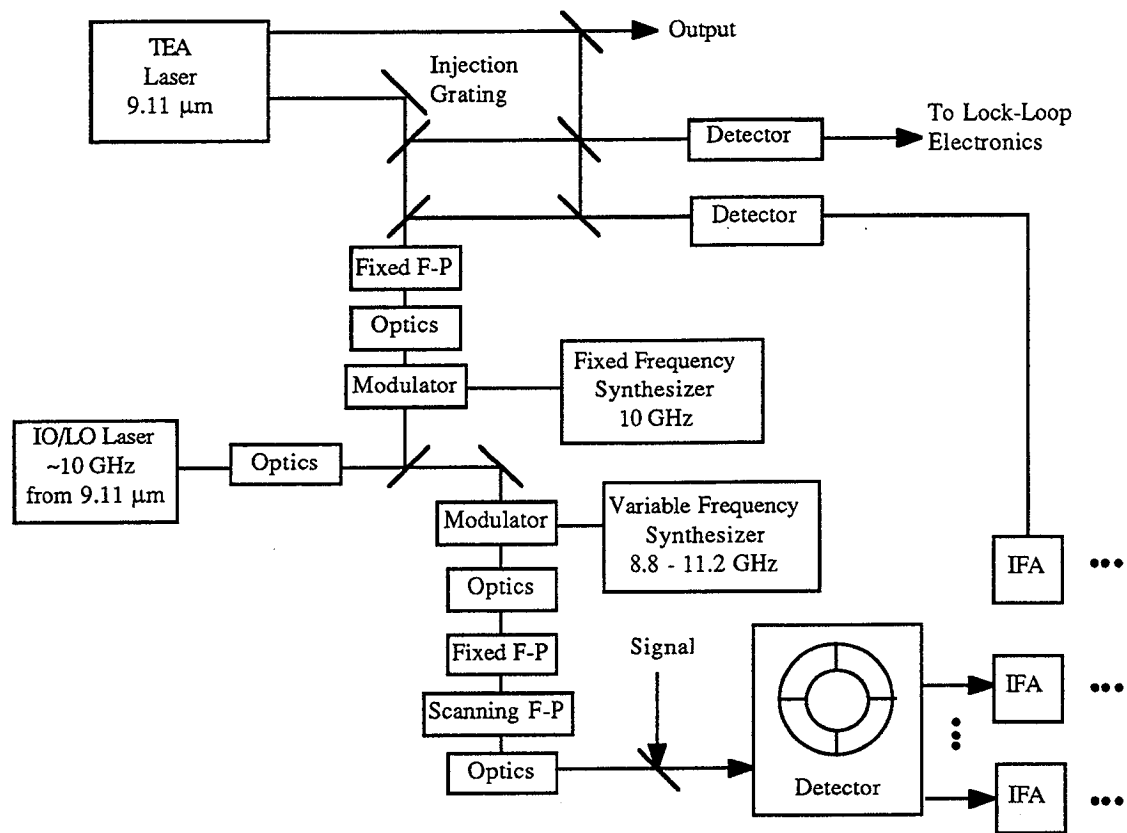 TEA
Laser
9.11 μm
Output
Injection
Grating
Detector
To Lock-Loop
Electronics
Detector
Fixed F-P
Optics
Modulator
Fixed Frequency
Synthesizer
10 GHz
IO/LO Laser
~10 GHz
from 9.11 μm
Optics
Modulator
Variable Frequency
Synthesizer
8.8 - 11.2 GHz
Optics
IFA
Fixed F-P
Signal
Scanning F-P
IFA
Optics
Detector
IFA